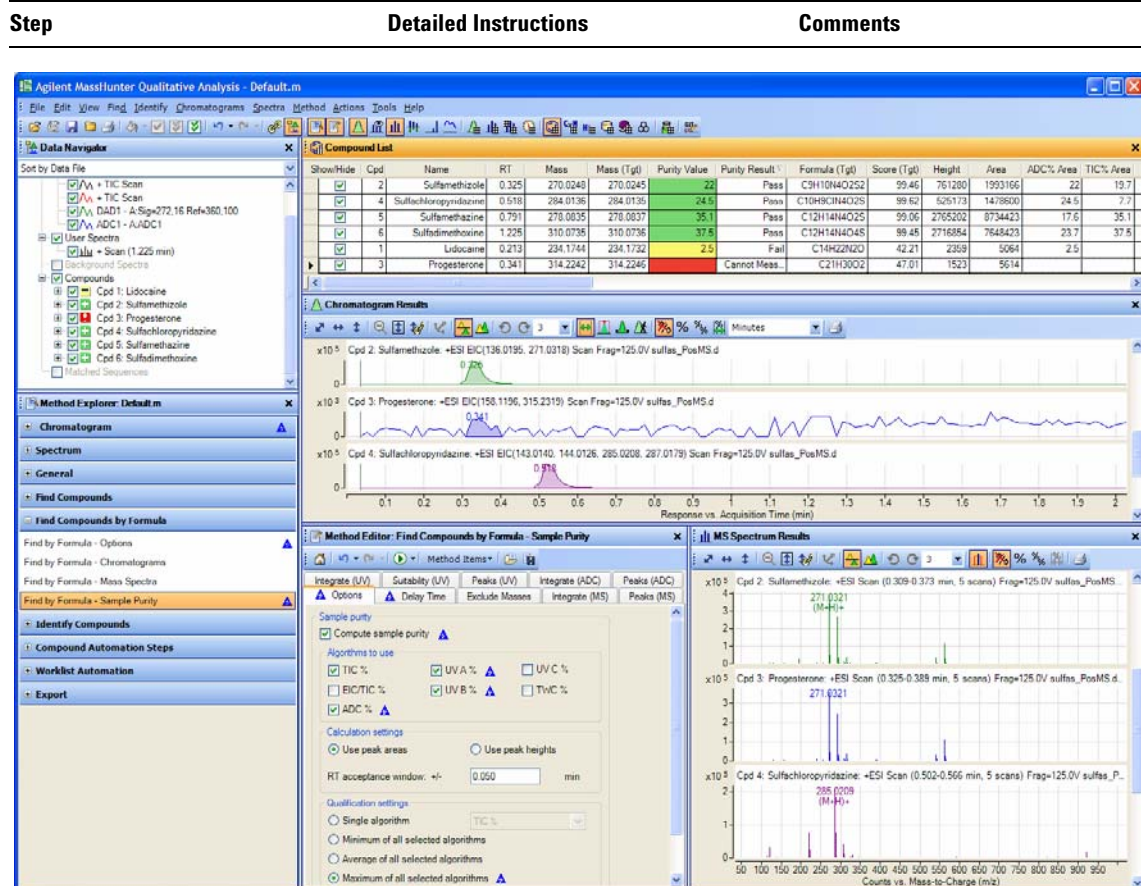 Step Detailed Instructions Comments
Agilent MassHunter Qualitative Analysis - Default.m
File Edit View Find Identify Chromatograms Spectra Method Actions Tools Help
Data Navigator
Sort by Data File
+ TIC Scan
+ TIC Scan
DAD1 - A:Sig=272,16 Ref=360,100
ADC1 - A:ADC1
User Spectra
+ Scan (1.225 min)
Background Spectra
Compounds
Cpd 1: Lidocaine
Cpd 2: Sulfamethizole
Cpd 3: Progesterone
Cpd 4: Sulfachloropyridazine
Cpd 5: Sulfamethazine
Cpd 6: Sulfadimethoxine
Matched Sequences
Compound List
Show/Hide Cpd Name RT Mass Mass (Tgt) Purity Value Purity Result Formula (Tgt) Score (Tgt) Height Area ADC% Area TIC% Area
2 Sulfamethizole 0.325 270.0248 270.0245 22 Pass C9H10N4O2S2 99.46 761280 1993166 22 19.7
4 Sulfachloropyridazine 0.518 284.0136 284.0135 24.5 Pass C10H9ClN4O2S 99.62 525173 1478600 24.5 7.7
5 Sulfamethazine 0.791 278.0835 278.0837 35.1 Pass C12H14N4O2S 99.06 2765202 8734423 17.6 35.1
6 Sulfadimethoxine 1.225 310.0735 310.0736 37.5 Pass C12H14N4O4S 99.45 2716854 7648423 23.7 37.5
1 Lidocaine 0.213 234.1744 234.1732 2.5 Fail C14H22N2O 42.21 2359 5064 2.5
3 Progesterone 0.341 314.2242 314.2246 Cannot Meas... C21H30O2 47.01 1523 5614
Chromatogram Results
3 Minutes
x10 5 Cpd 2: Sulfamethizole: +ESI EIC(136.0195, 271.0318) Scan Frag=125.0V sulfas_PosMS.d
0
x10 3 Cpd 3: Progesterone: +ESI EIC(158.1196, 315.2319) Scan Frag=125.0V sulfas_PosMS.d
0.341
0
x10 5 Cpd 4: Sulfachloropyridazine: +ESI EIC(143.0140, 144.0126, 285.0208, 287.0179) Scan Frag=125.0V sulfas_PosMS.d
0.518
0
0.1 0.2 0.3 0.4 0.5 0.6 0.7 0.8 0.9 1 1.1 1.2 1.3 1.4 1.5 1.6 1.7 1.8 1.9 2
Response vs. Acquisition Time (min)
Method Explorer: Default.m
Chromatogram
Spectrum
General
Find Compounds
Find Compounds by Formula
Find by Formula - Options
Find by Formula - Chromatograms
Find by Formula - Mass Spectra
Find by Formula - Sample Purity
Identify Compounds
Compound Automation Steps
Worklist Automation
Export
Method Editor: Find Compounds by Formula - Sample Purity
Method Items
Integrate (UV) Suitability (UV) Peaks (UV) Integrate (ADC) Peaks (ADC)
Options Delay Time Exclude Masses Integrate (MS) Peaks (MS)
Sample purity
Compute sample purity
Algorithms to use
TIC % UV A % UV C %
EIC/TIC % UV B % TWC %
ADC %
Calculation settings
Use peak areas Use peak heights
RT acceptance window: +/- 0.050 min
Qualification settings
Single algorithm TIC %
Minimum of all selected algorithms
Average of all selected algorithms
Maximum of all selected algorithms
MS Spectrum Results
3
x10 5 Cpd 2: Sulfamethizole: +ESI Scan (0.309-0.373 min, 5 scans) Frag=125.0V sulfas_PosMS...
4
271.0321
(M+H)+
3
2
1
0
x10 5 Cpd 3: Progesterone: +ESI Scan (0.325-0.389 min, 5 scans) Frag=125.0V sulfas_PosMS.d...
271.0321
3
2
1
0
x10 5 Cpd 4: Sulfachloropyridazine: +ESI Scan (0.502-0.566 min, 5 scans) Frag=125.0V sulfas_P...
2
285.0209
(M+H)+
1
0
50 100 150 200 250 300 350 400 450 500 550 600 650 700 750 800 850 900 950
Counts vs. Mass-to-Charge (m/z)